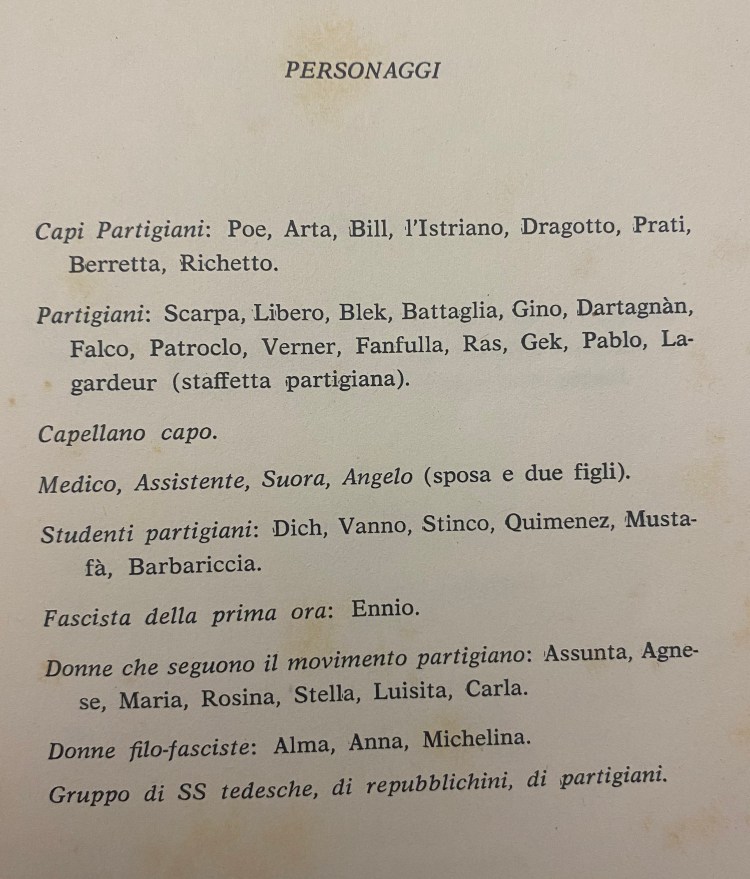 PERSONAGGI
Capi Partigiani: Poe, Arta, Bill, l'Istriano, Dragotto, Prati,
Berretta, Richetto.
Partigiani: Scarpa, Libero, Blek, Battaglia, Gino, Dartagnàn,
Falco, Patroclo, Verner, Fanfulla, Ras, Gek, Pablo, La-
gardeur (staffetta partigiana).
Capellano capo.
Medico, Assistente, Suora, Angelo (sposa e due figli).
Studenti partigiani: Dich, Vanno, Stinco, Quimenez, Musta-
fà, Barbariccia.
Fascista della prima ora: Ennio.
Donne che seguono il movimento partigiano: Assunta, Agne-
se, Maria, Rosina, Stella, Luisita, Carla.
Donne filo-fasciste: Alma, Anna, Michelina.
Gruppo di SS tedesche, di repubblichini, di partigiani.